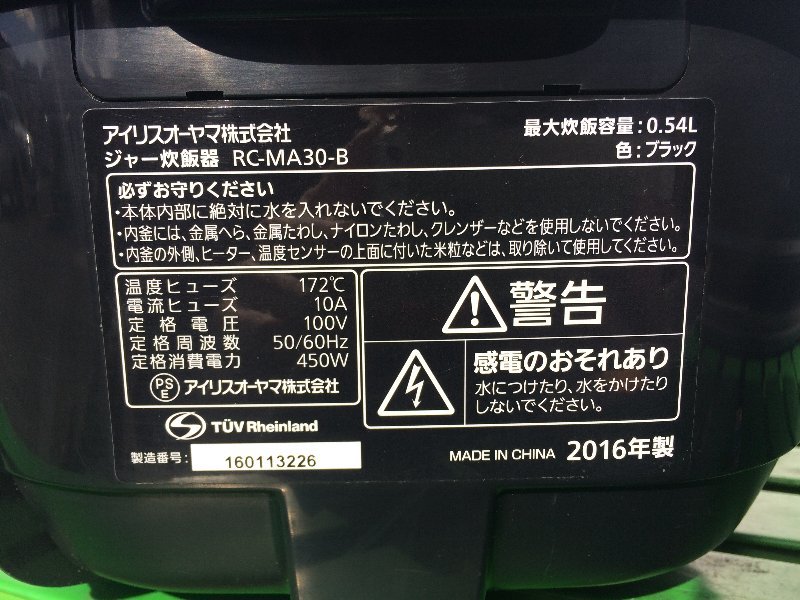 アイリスオーヤマ株式会社
ジャー炊飯器 RC-MA30-B
最大炊飯容量:0.54L
色:ブラック
必ずお守りください
・本体内部に絶対に水を入れないでください。
・内釜には、金属へら、金属たわし、ナイロンたわし、クレンザーなどを使用しないでください。
・内釜の外側、ヒーター、温度センサーの上面に付いた米粒などは、取り除いて使用してください。
温度ヒューズ 172℃
電流ヒューズ 10A
定格電圧 100V
定格周波数 50/60Hz
定格消費電力 450W
PSE アイリスオーヤマ株式会社
警告
感電のおそれあり
水につけたり、水をかけたり
しないでください。
TÜV Rheinland
製造番号: 160113226
MADE IN CHINA 2016年製